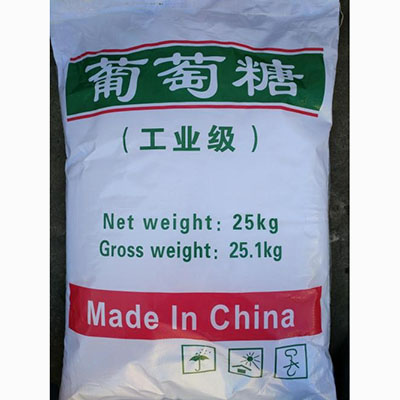 葡萄糖
（工业级）
Net weight: 25kg
Gross weight: 25.1kg
Made In China